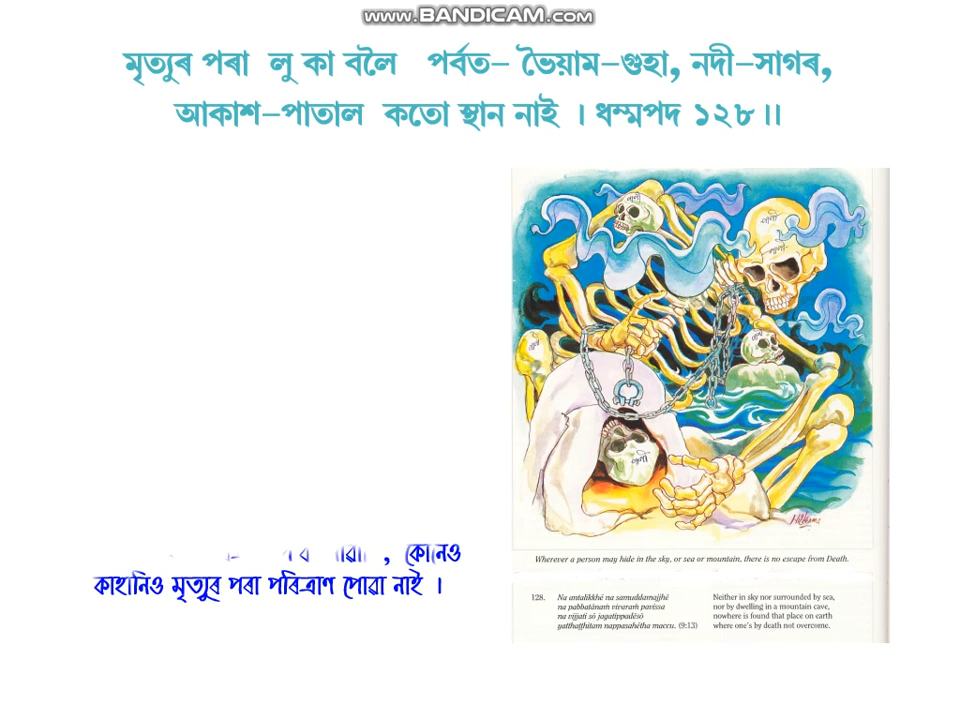 www.BANDICAM.com
মৃত্যুৰ পৰা লু কা বলৈ পৰ্বত- ভৈয়াম-গুহা, নদী-সাগৰ,
আকাশ-পাতাল কতো স্থান নাই । ধম্মপদ ১২৮।।
, কোনেও
কাহানিও মৃত্যুৰ পৰা পৰিত্ৰাণ পোৱা নাই ।
Wherever a person may hide in the sky, or sea or mountain, there is no escape from Death.
128. Na antalikkhē na samuddamajjhē
na pabbatānaṁ vivaraṁ pavissa
na vijjati sō jagatippadēsō
yatthaṭṭhitaṁ nappasahētha maccu. (9:13)
Neither in sky nor surrounded by sea,
nor by dwelling in a mountain cave,
nowhere is found that place on earth
where one's by death not overcome.